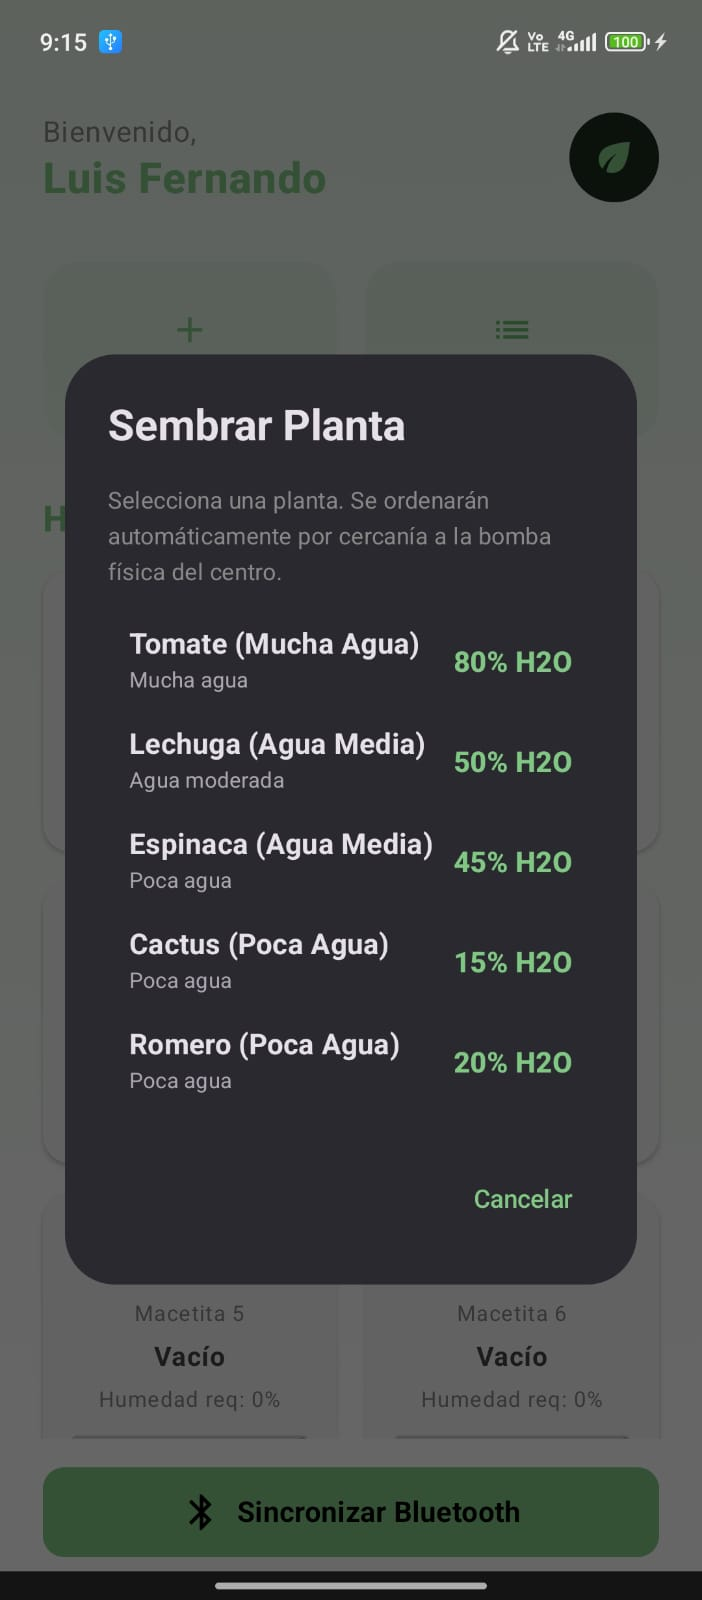 9:15
Vo LTE 4G 100
Bienvenido,
Luis Fernando
H
Sembrar Planta
Selecciona una planta. Se ordenarán
automáticamente por cercanía a la bomba
física del centro.
Tomate (Mucha Agua)
Mucha agua
80% H2O
Lechuga (Agua Media)
Agua moderada
50% H2O
Espinaca (Agua Media)
Poca agua
45% H2O
Cactus (Poca Agua)
Poca agua
15% H2O
Romero (Poca Agua)
Poca agua
20% H2O
Cancelar
Macetita 5
Vacío
Humedad req: 0%
Macetita 6
Vacío
Humedad req: 0%
Sincronizar Bluetooth